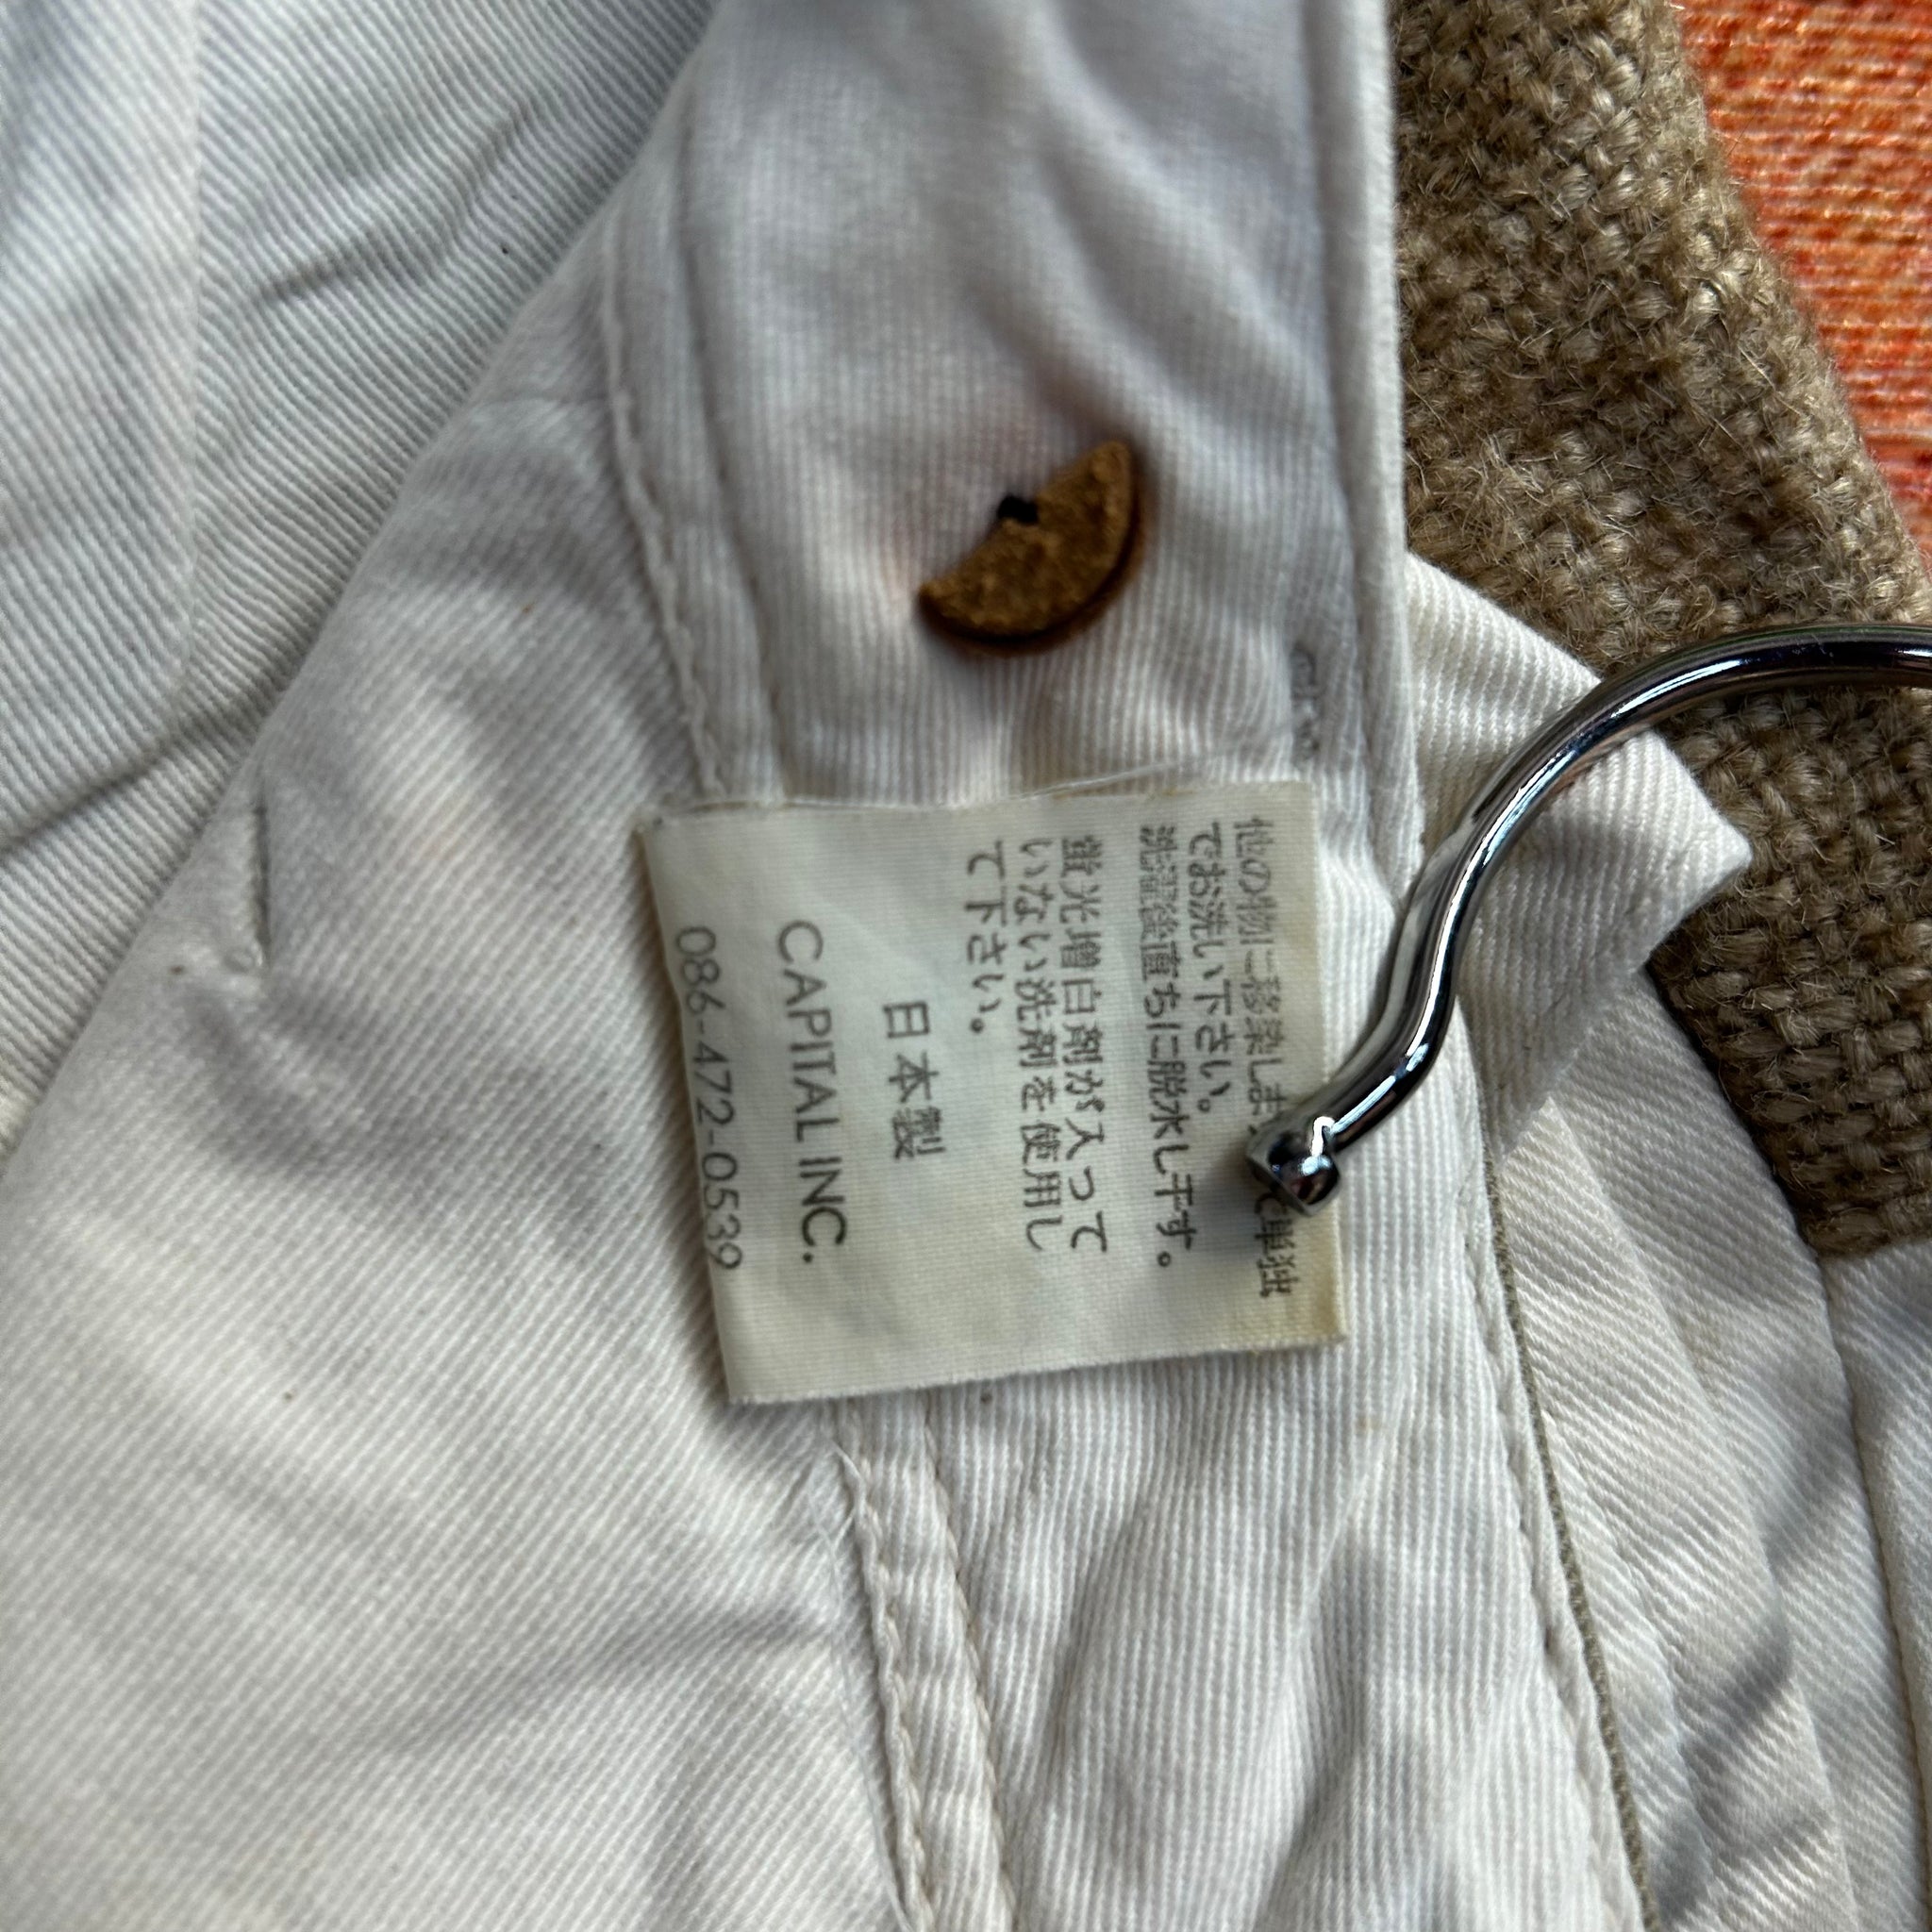 他の物に移染しま 単独
でお洗い下さい。
洗濯後直ちに脱水し干す。
蛍光増白剤が入って
いない洗剤を使用し
て下さい。
日本製
CAPITAL INC.
086-472-0539